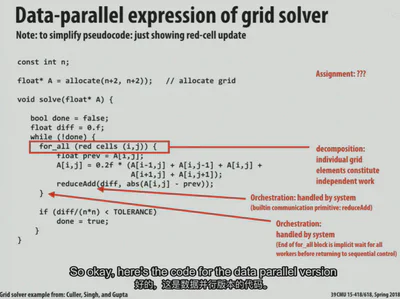 Data-parallel expression of grid solver
Note: to simplify pseudocode: just showing red-cell update
const int n;
float* A = allocate(n+2, n+2)); // allocate grid
Assignment: ???
void solve(float* A) {
bool done = false;
float diff = 0.f;
while (!done) {
for_all (red cells (i,j)) {
float prev = A[i,j];
A[i,j] = 0.2f * (A[i-1,j] + A[i,j-1] + A[i,j] +
A[i+1,j] + A[i,j+1]);
reduceAdd(diff, abs(A[i,j] - prev));
}
if (diff/(n*n) < TOLERANCE)
done = true;
}
}
decomposition:
individual grid
elements constitute
independent work
Orchestration: handled by system
(builtin communication primitive: reduceAdd)
Orchestration:
handled by system
(End of for_all block is implicit wait for all
workers before returning to sequential control)
So okay, here's the code for the data parallel version
好的，这是数据并行版本的代码。
Grid solver example from: Culler, Singh, and Gupta
39 CMU 15-418/618, Spring 2018